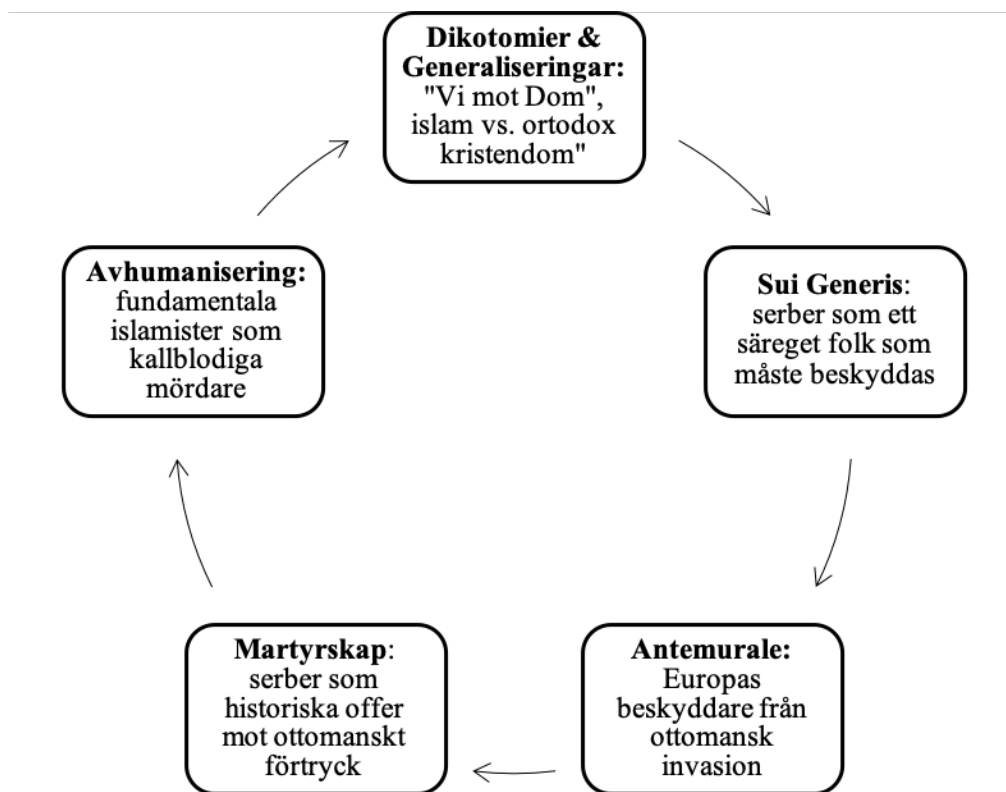 Dikotomier &
Generaliseringar:
"Vi mot Dom",
islam vs. ortodox
kristendom"
Sui Generis:
serber som ett
säreget folk som
måste beskyddas
Antemurale:
Europas
beskyddare från
ottomansk
invasion
Martyrskap:
serber som
historiska offer
mot ottomanskt
förtryck
Avhumanisering:
fundamentala
islamister som
kallblodiga
mördare